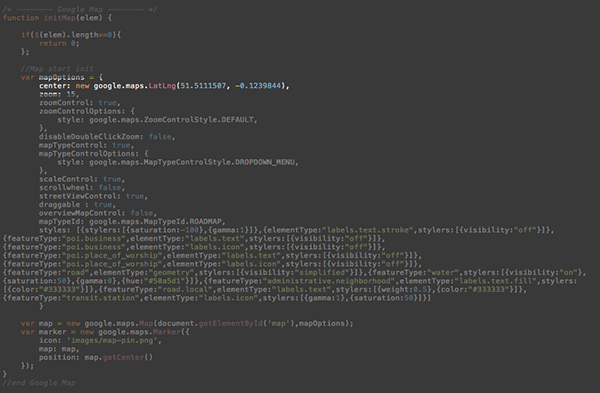 /* -------- Google Map -------- */
function initMap(elem) {
if($(elem).length==0){
return 0;
};
//Map start init
var mapOptions = {
center: new google.maps.LatLng(51.5111507, -0.1239844),
zoom: 15,
zoomControl: true,
zoomControlOptions: {
style: google.maps.ZoomControlStyle.DEFAULT,
},
disableDoubleClickZoom: false,
mapTypeControl: true,
mapTypeControlOptions: {
style: google.maps.MapTypeControlStyle.DROPDOWN_MENU,
},
scaleControl: true,
scrollwheel: false,
streetViewControl: true,
draggable : true,
overviewMapControl: false,
mapTypeId: google.maps.MapTypeId.ROADMAP,
styles: [{stylers:[{saturation:-100},{gamma:1}]},{elementType:"labels.text.stroke",stylers:[{visibility:"off"}]},
{featureType:"poi.business",elementType:"labels.text",stylers:[{visibility:"off"}]},
{featureType:"poi.business",elementType:"labels.icon",stylers:[{visibility:"off"}]},
{featureType:"poi.place_of_worship",elementType:"labels.text",stylers:[{visibility:"off"}]},
{featureType:"poi.place_of_worship",elementType:"labels.icon",stylers:[{visibility:"off"}]},
{featureType:"road",elementType:"geometry",stylers:[{visibility:"simplified"}]},{featureType:"water",stylers:[{visibility:"on"},
{saturation:50},{gamma:0},{hue:"#50a5d1"}]},{featureType:"administrative.neighborhood",elementType:"labels.text.fill",stylers:
[{color:"#333333"}]},{featureType:"road.local",elementType:"labels.text",stylers:[{weight:0.5},{color:"#333333"}]},
{featureType:"transit.station",elementType:"labels.icon",stylers:[{gamma:1},{saturation:50}]}]
}
var map = new google.maps.Map(document.getElementById('map'),mapOptions);
var marker = new google.maps.Marker({
icon: 'images/map-pin.png',
map: map,
position: map.getCenter()
});
}
//end Google Map